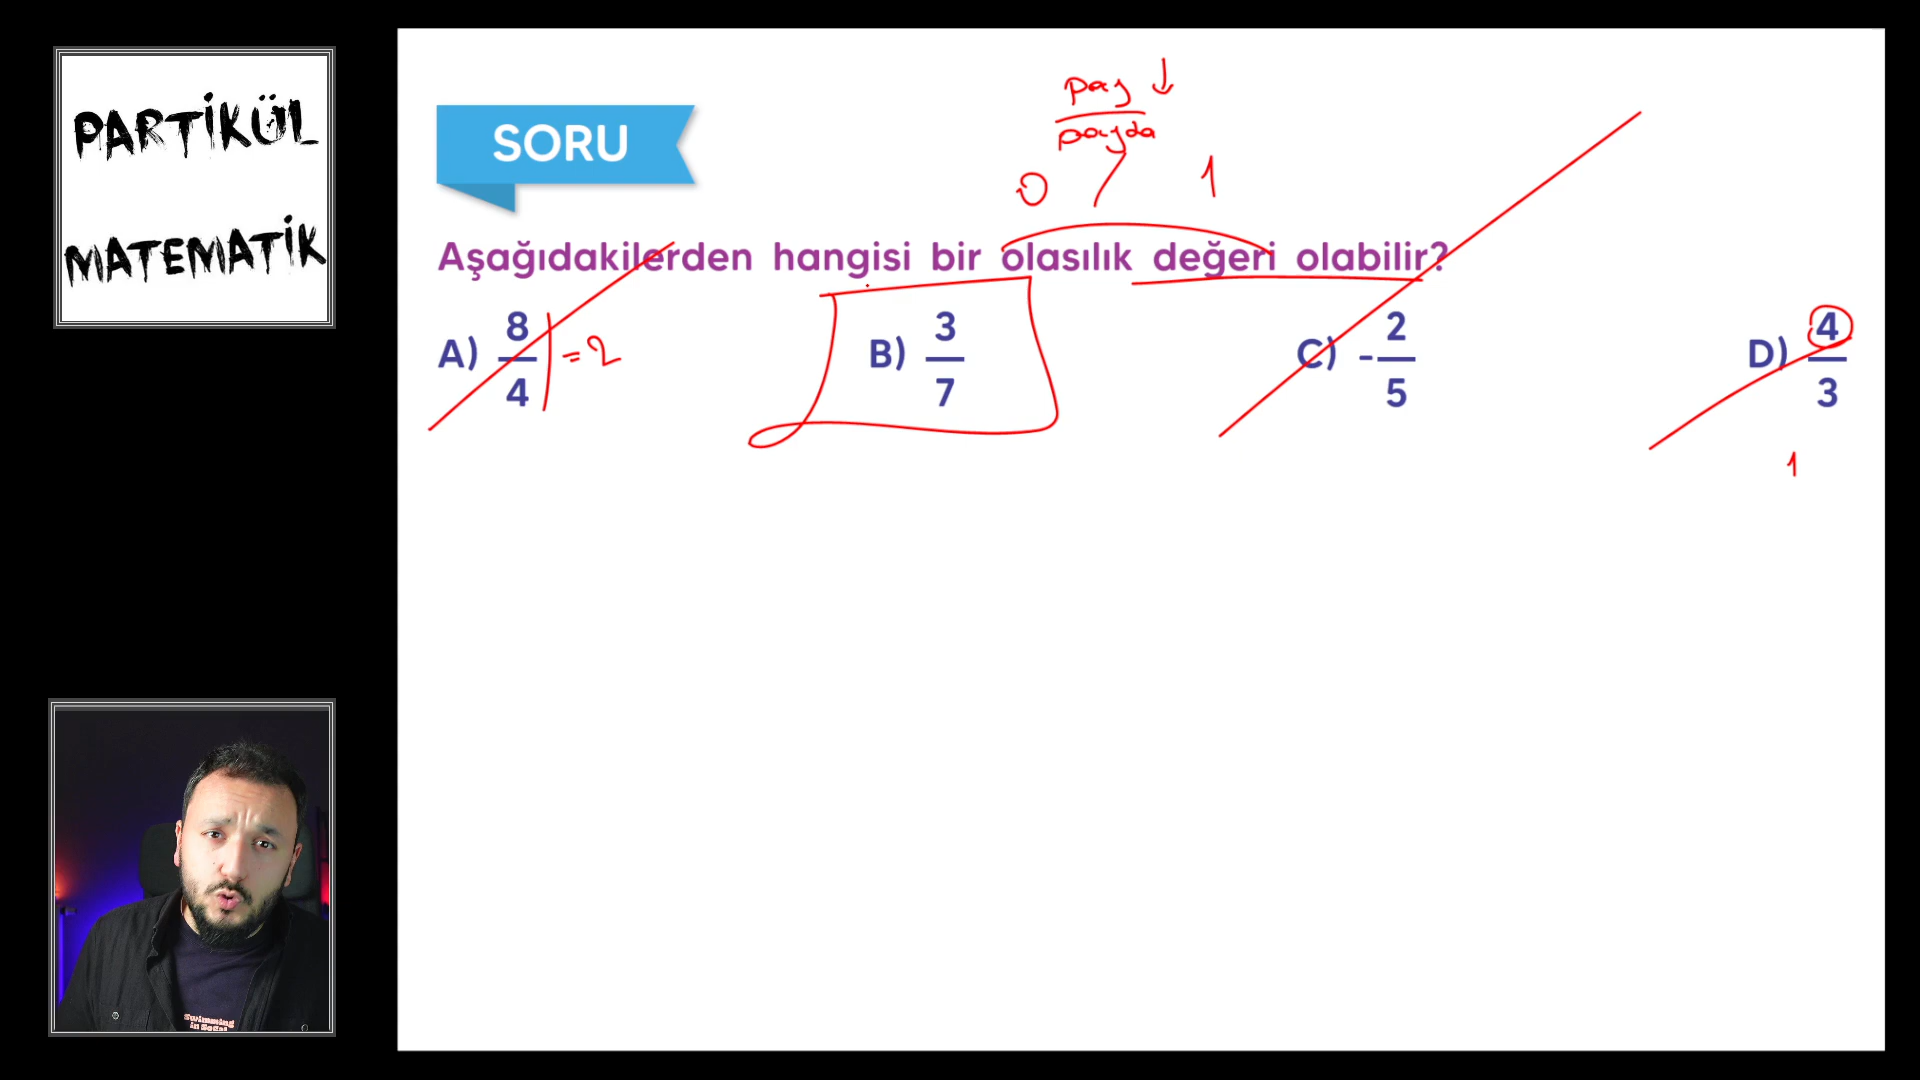 PARTİKÜL
MATEMATİK
SORU
pay ↓
payda
0 1
Aşağıdakilerden hangisi bir olasılık değeri olabilir?
A) 8/4 = 2 B) 3/7 C) -2/5 D) 4/3
1
Swimming